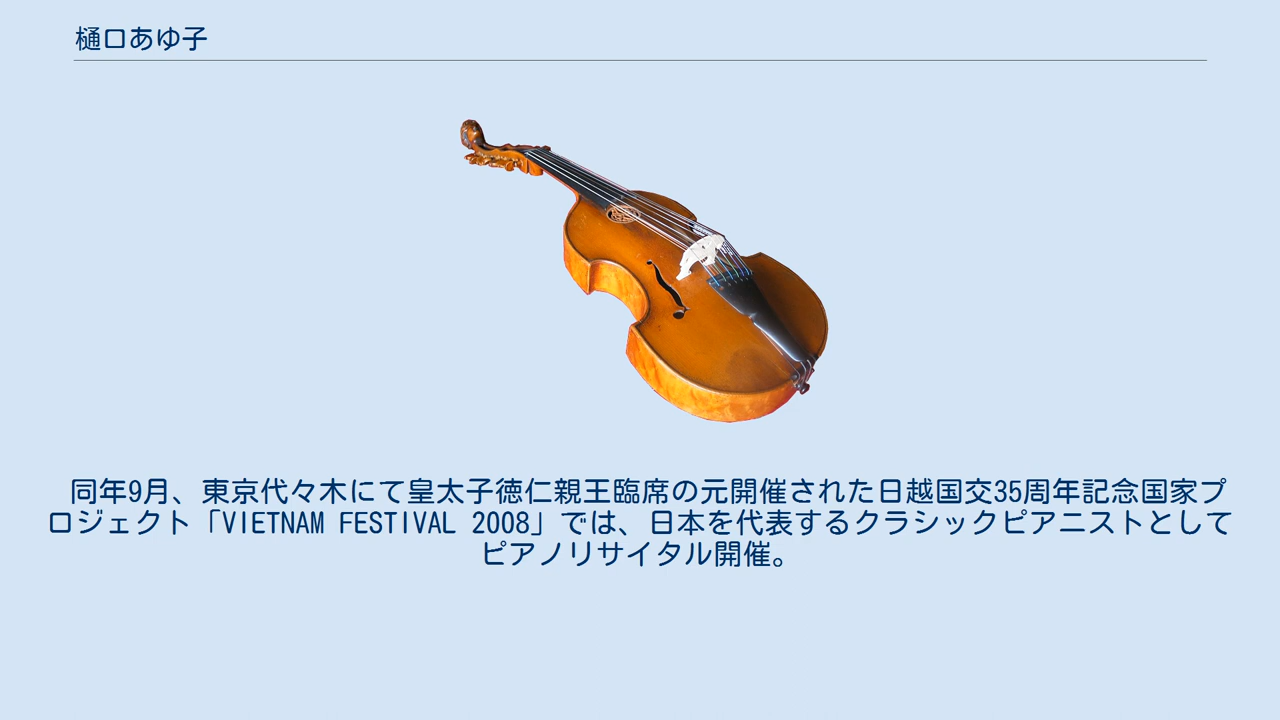 樋口あゆ子
同年9月、東京代々木にて皇太子徳仁親王臨席の元開催された日越国交35周年記念国家プ
ロジェクト「VIETNAM FESTIVAL 2008」では、日本を代表するクラシックピアニストとして
ピアノリサイタル開催。